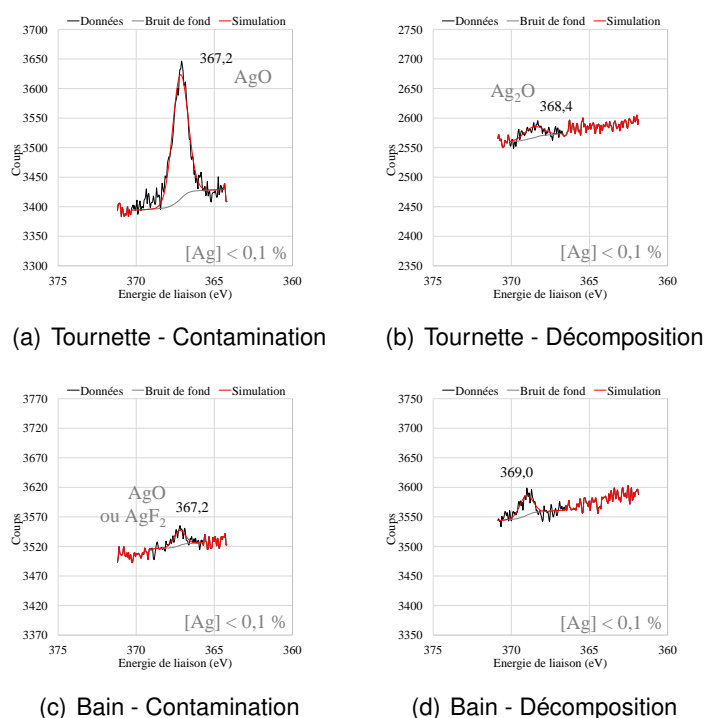 Données Bruit de fond Simulation
3700
3650
3600
3550
3500
3450
3400
3350
3300
375 370 365 360
Coups
Energie de liaison (eV)
367,2
AgO
[Ag] < 0,1 %
(a) Tournette - Contamination
Données Bruit de fond Simulation
2750
2700
2650
2600
2550
2500
2450
2400
2350
375 370 365 360
Coups
Energie de liaison (eV)
Ag2O
368,4
[Ag] < 0,1 %
(b) Tournette - Décomposition
Données Bruit de fond Simulation
3770
3720
3670
3620
3570
3520
3470
3420
3370
375 370 365 360
Coups
Energie de liaison (eV)
AgO
ou AgF2
367,2
[Ag] < 0,1 %
(c) Bain - Contamination
Données Bruit de fond Simulation
3750
3700
3650
3600
3550
3500
3450
3400
3350
375 370 365 360
Coups
Energie de liaison (eV)
369,0
[Ag] < 0,1 %
(d) Bain - Décomposition